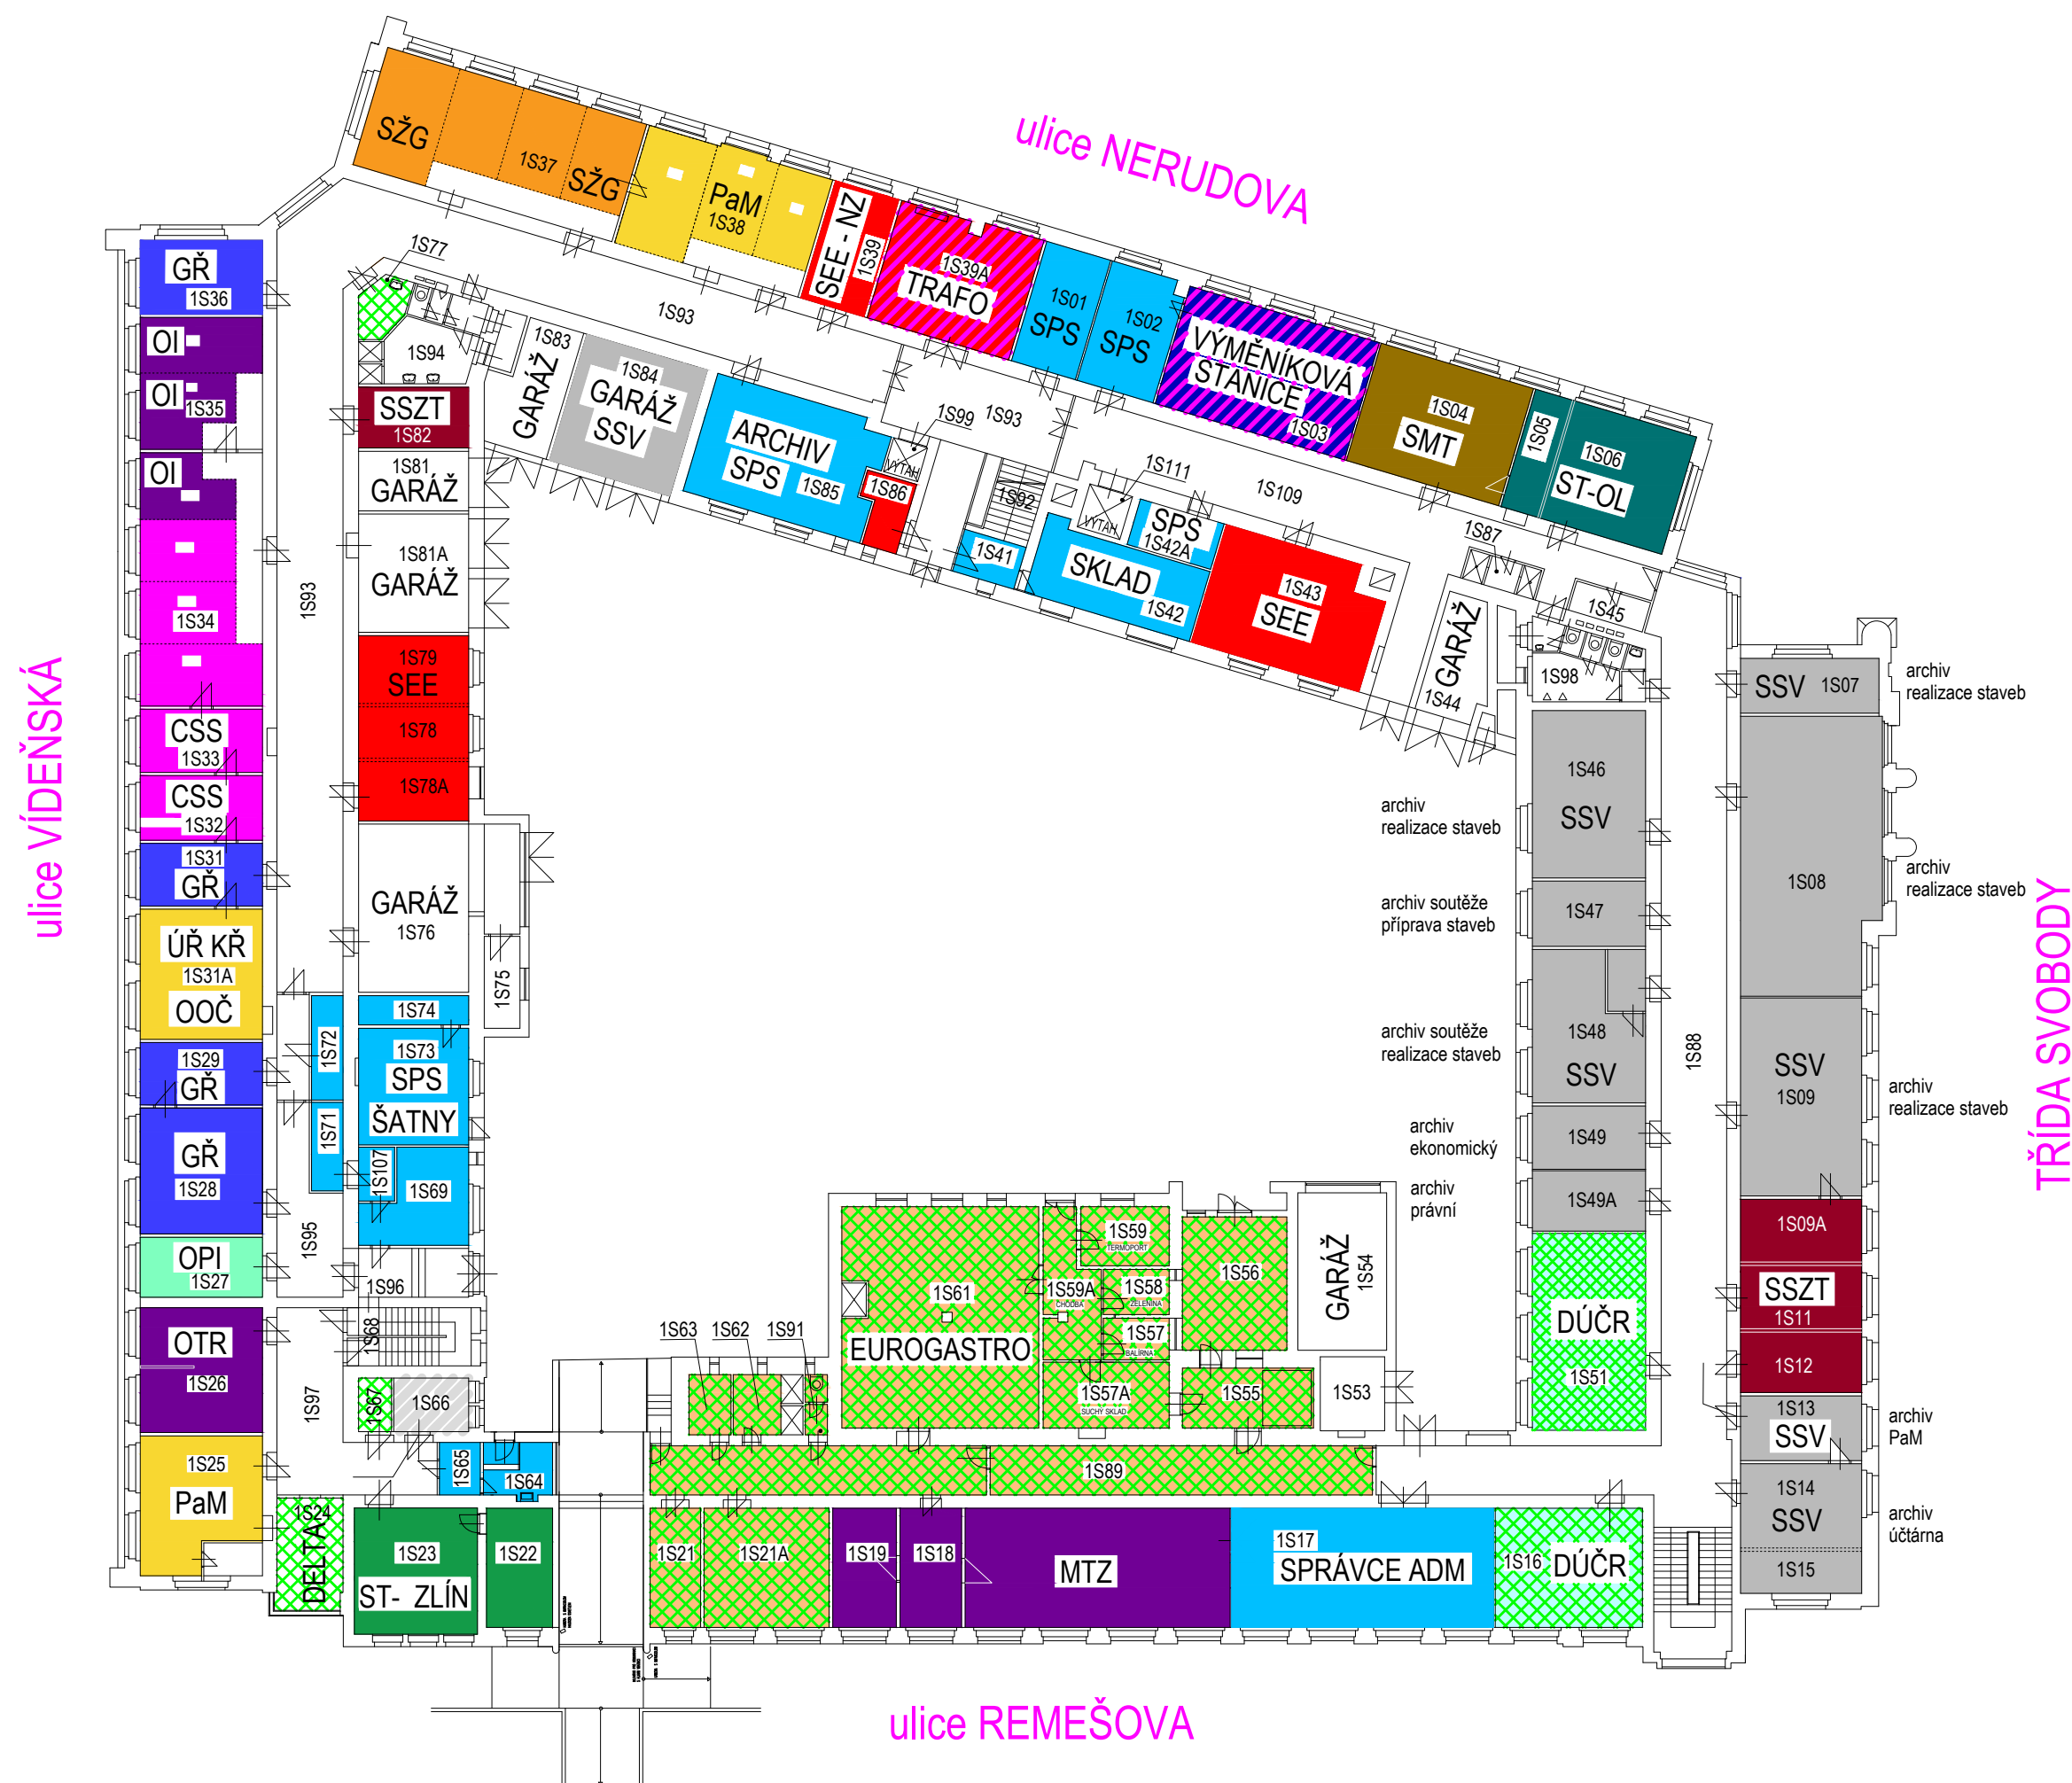 ulice NERUDOVA
SŽG
1S37
SŽG
PaM
1S38
SEE - NZ
1S39
1S39A
TRAFO
1S01
SPS
1S02
SPS
VÝMĚNÍKOVÁ
STANICE
1S03
1S04
SMT
1S05
1S06
ST-OL
1S77
1S93
1S94
1S83
GARÁŽ
1S84
GARÁŽ
SSV
ARCHIV
SPS
1S85
1S99
VÝTAH
1S86
1S93
1S92
1S41
1S111
VÝTAH
1S109
SPS
1S42A
SKLAD
1S42
1S43
SEE
1S87
1S45
GARÁŽ
1S44
1S98
ulice VÍDEŇSKÁ
GŘ
1S36
OI
OI
1S35
OI
1S34
CSS
1S33
CSS
1S32
1S31
GŘ
ÚŘ KŘ
1S31A
OOČ
1S29
GŘ
GŘ
1S28
OPI
1S27
OTR
1S26
1S25
PaM
1S93
SSZT
1S82
1S81
GARÁŽ
1S81A
GARÁŽ
1S79
SEE
1S78
1S78A
GARÁŽ
1S76
1S75
1S74
1S72
1S73
SPS
ŠATNY
1S71
1S107
1S69
1S95
1S96
1S68
1S97
1S67
1S66
1S65
1S64
1S24
DELTA
1S23
ST- ZLÍN
1S22
1S63
1S62
1S91
1S61
EUROGASTRO
1S59
TERMOPORT
1S59A
CHODBA
1S58
ZELENINA
1S57
BALÍRNA
1S57A
SUCHÝ SKLAD
1S56
1S55
GARÁŽ
1S54
1S53
1S89
1S21
1S21A
1S19
1S18
MTZ
1S17
SPRÁVCE ADM
1S16
DÚČR
ulice REMEŠOVA
archiv
realizace staveb
1S46
SSV
archiv soutěže
příprava staveb
1S47
archiv soutěže
realizace staveb
1S48
SSV
archiv
ekonomický
1S49
archiv
právní
1S49A
DÚČR
1S51
1S88
SSV
1S07
archiv
realizace staveb
1S08
archiv
realizace staveb
SSV
1S09
archiv
realizace staveb
1S09A
SSZT
1S11
1S12
1S13
SSV
archiv
PaM
1S14
SSV
archiv
účtárna
1S15
TŘÍDA SVOBODY